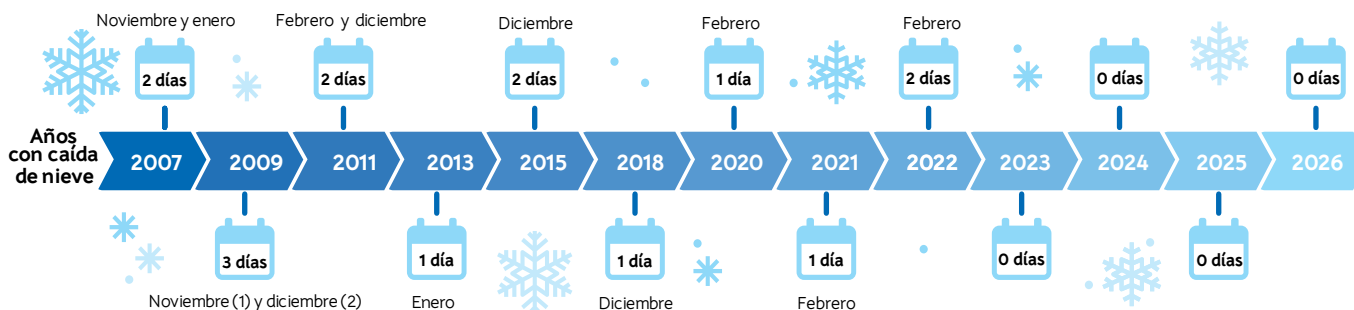 Noviembre y enero
Febrero y diciembre
Diciembre
Febrero
Febrero
2 días
2 días
2 días
1 día
2 días
0 días
0 días
Años
con caída
de nieve
2007
2009
2011
2013
2015
2018
2020
2021
2022
2023
2024
2025
2026
3 días
1 día
1 día
1 día
0 días
0 días
Noviembre (1) y diciembre (2)
Enero
Diciembre
Febrero